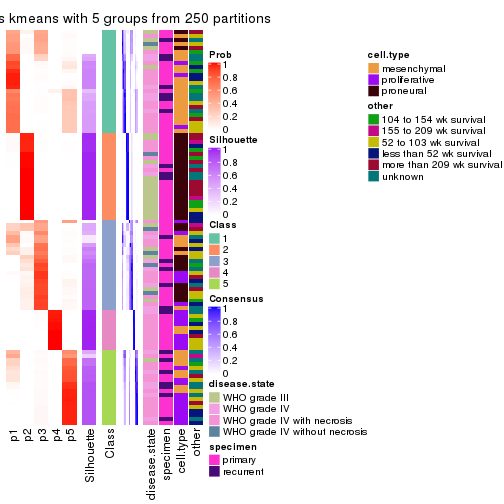 s kmeans with 5 groups from 250 partitions
Prob
1
0.8
0.6
0.4
0.2
0
Silhouette
1
0.8
0.6
0.4
0.2
0
Class
1
2
3
4
5
Consensus
1
0.8
0.6
0.4
0.2
0
disease.state
WHO grade III
WHO grade IV
WHO grade IV with necrosis
WHO grade IV without necrosis
specimen
primary
recurrent
cell.type
mesenchymal
proliferative
proneural
other
104 to 154 wk survival
155 to 209 wk survival
52 to 103 wk survival
less than 52 wk survival
more than 209 wk survival
unknown
p1
p2
p3
p4
p5
Silhouette
Class
disease.state
specimen
cell.type
other